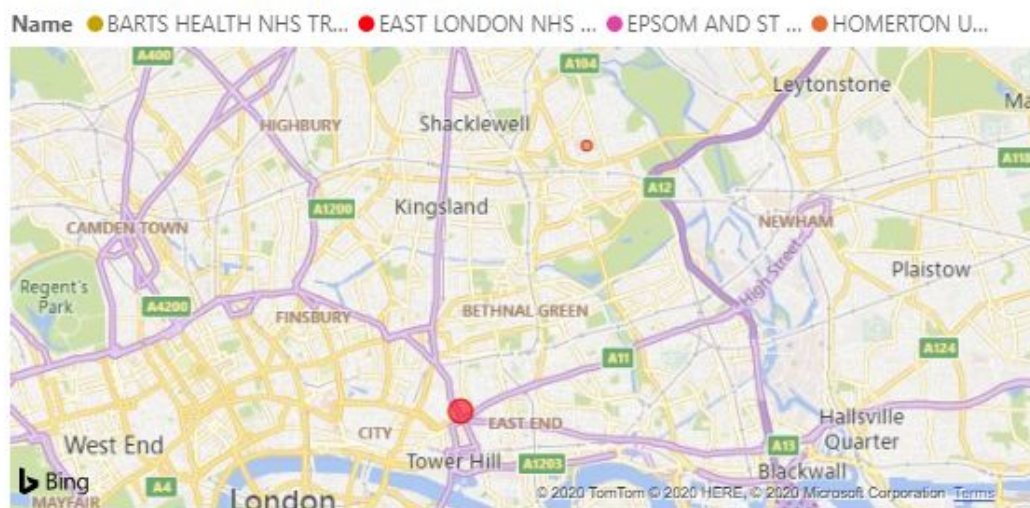 Name BARTS HEALTH NHS TR... EAST LONDON NHS ... EPSOM AND ST ... HOMERTON U...
A400
A104
Leytonstone
Ma
HIGHBURY
Shacklewell
A118
A12
Kingsland
A1200
CAMDEN TOWN
NEWHAM
High Street
Regent's
Park
Plaistow
A4200
FINSBURY
BETHNAL GREEN
A11
A124
EAST END
Hallsville
Quarter
CITY
West End
A13
Tower Hill
A1203
Blackwall
Bing
A4
MAYFAIR
London
© 2020 TomTom © 2020 HERE, © 2020 Microsoft Corporation Terms